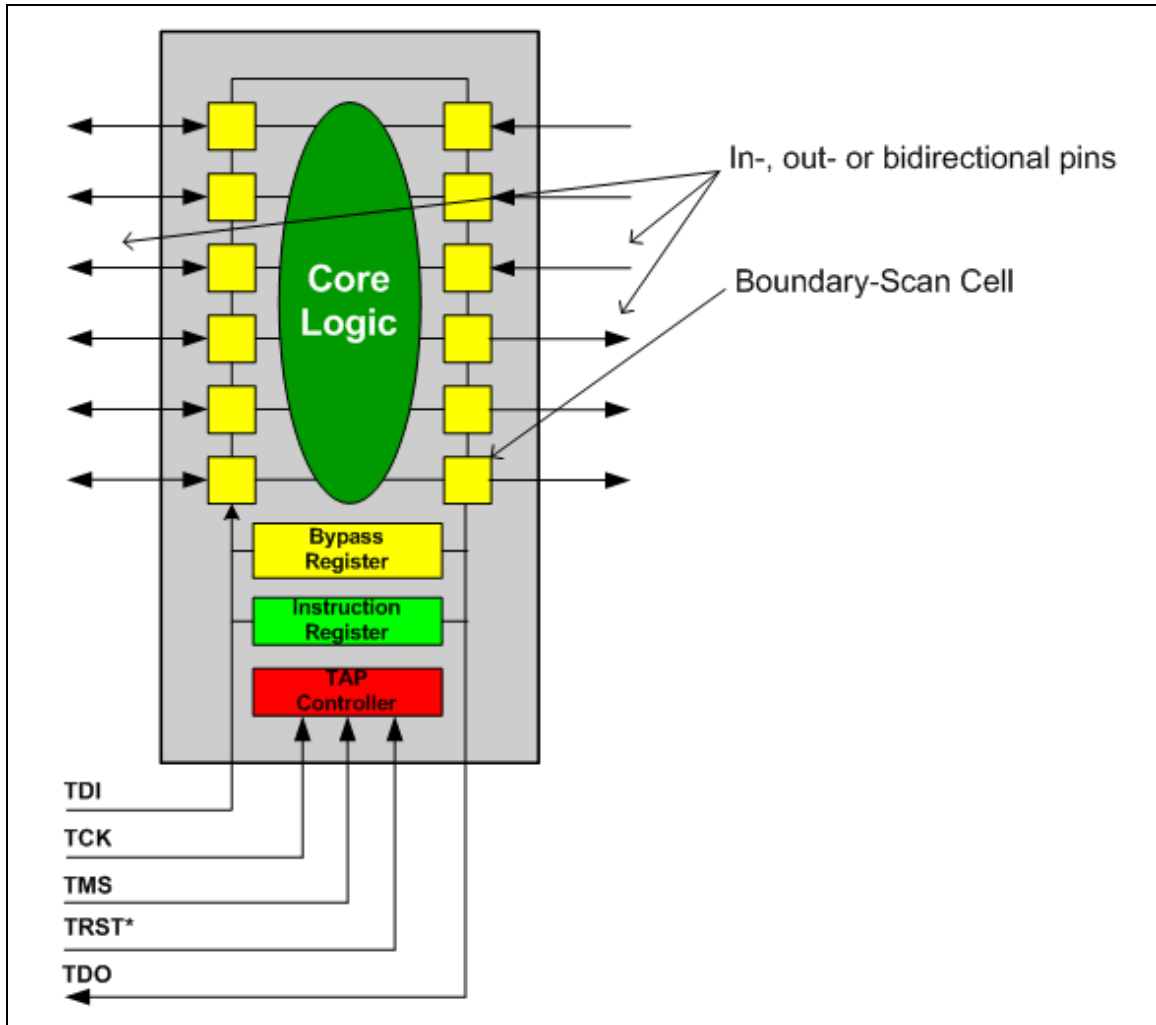 In-, out- or bidirectional pins
Boundary-Scan Cell
Core
Logic
Bypass
Register
Instruction
Register
TAP
Controller
TDI
TCK
TMS
TRST*
TDO